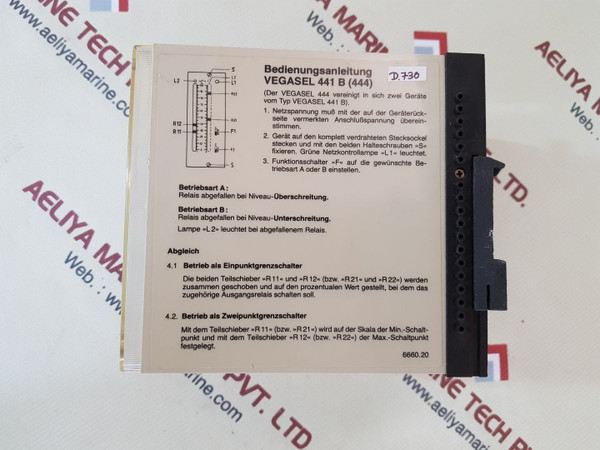 Bedienungsanleitung
VEGASEL 441 B (444)
D.730
(Der VEGASEL 444 vereinigt in sich zwei Geräte
vom Typ VEGASEL 441 B).
1. Netzspannung muß mit der auf der Geräterück-
seite vermerkten Anschlußspannung überein-
stimmen.
2. Gerät auf den komplett verdrahteten Stecksockel
stecken und mit den beiden Halteschrauben »S«
fixieren. Grüne Netzkontrollampe »L1« leuchtet.
3. Funktionsschalter »F« auf die gewünschte Be-
triebsart A oder B einstellen.
S
L2
L1
R12
R11
F1
S
Betriebsart A:
Relais abgefallen bei Niveau-Überschreitung.
Betriebsart B:
Relais abgefallen bei Niveau-Unterschreitung.
Lampe »L2« leuchtet bei abgefallenem Relais.
Abgleich
4.1 Betrieb als Einpunktgrenzschalter
Die beiden Teilschieber »R11« und »R12« (bzw. »R21« und »R22«) werden
zusammen geschoben und auf den prozentualen Wert gestellt, bei dem das
zugehörige Ausgangsrelais schalten soll.
4.2. Betrieb als Zweipunktgrenzschalter
Mit dem Teilschieber »R11« (bzw. »R21«) wird auf der Skala der Min.-Schalt-
punkt und mit dem Teilschieber »R12« (bzw. »R22«) der Max.-Schaltpunkt
festgelegt.
6660.20
AELIYA MARINE TECH PVT. LTD
Web.: www.aeliyamarine.com